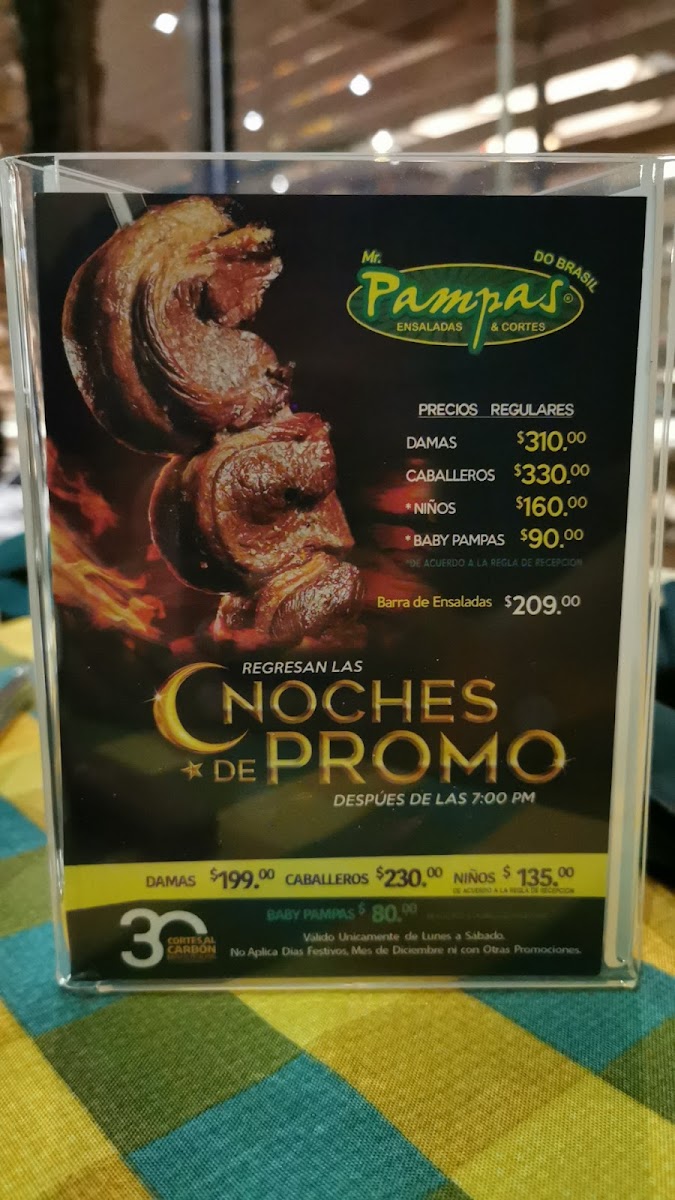 Mr. Pampas® DO BRASIL
ENSALADAS & CORTES
PRECIOS REGULARES
DAMAS $310.00
CABALLEROS $330.00
*NIÑOS $160.00
*BABY PAMPAS $90.00
*DE ACUERDO A LA REGLA DE RECEPCION
Barra de Ensaladas $209.00
REGRESAN LAS
NOCHES
DE PROMO
DESPÚES DE LAS 7:00 PM
DAMAS $199.00 CABALLEROS $230.00 NIÑOS $135.00
DE ACUERDO A LA REGLA DE RECEPCION
BABY PAMPAS $80.00
30 CORTES AL CARBÓN
Válido Unicamente de Lunes a Sábado.
No Aplica Días Festivos, Mes de Diciembre ni con Otras Promociones.